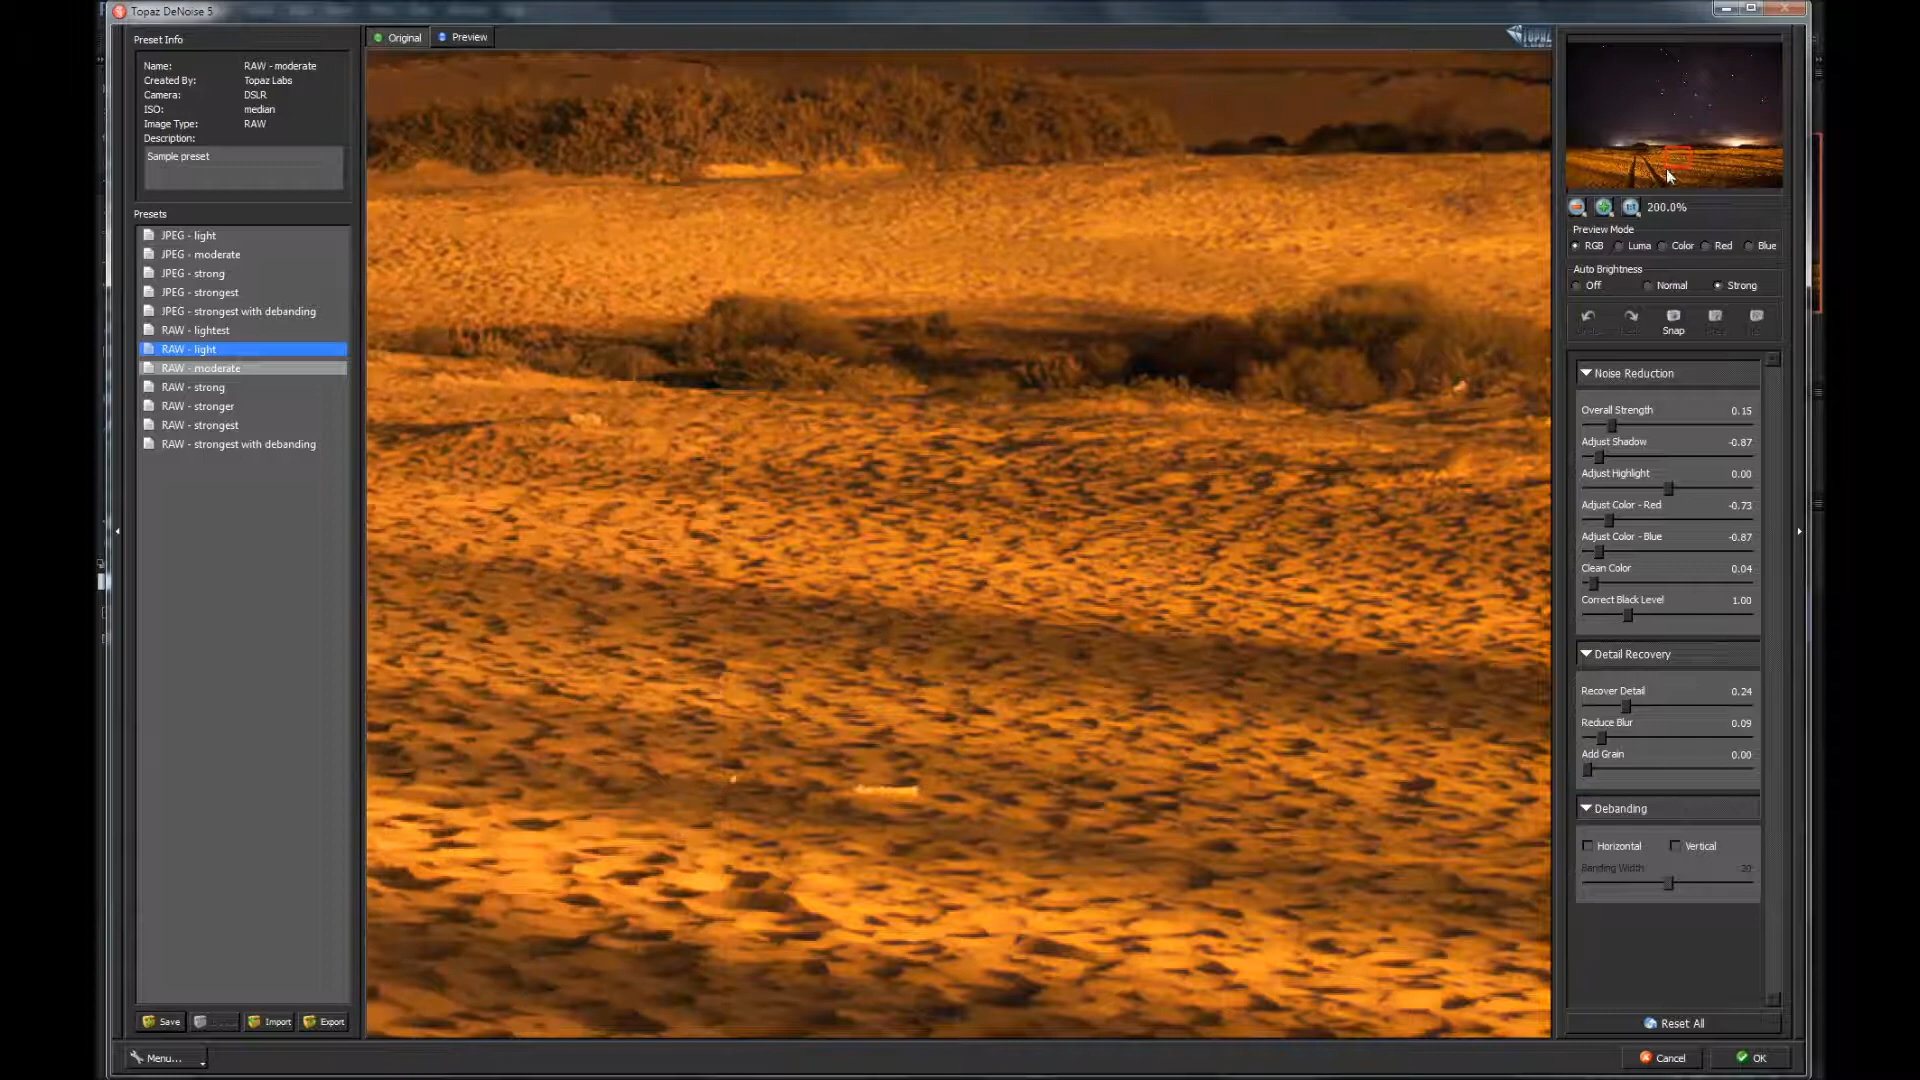 Topaz DeNoise 5
Preset Info
Name: RAW - moderate
Created By: Topaz Labs
Camera: DSLR
ISO: median
Image Type: RAW
Description:
Sample preset
Presets
JPEG - light
JPEG - moderate
JPEG - strong
JPEG - strongest
JPEG - strongest with debanding
RAW - lightest
RAW - light
RAW - moderate
RAW - strong
RAW - stronger
RAW - strongest
RAW - strongest with debanding
Save
Import
Export
Menu...
Original
Preview
TOPAZ
200.0%
Preview Mode
RGB Luma Color Red Blue
Auto Brightness
Off Normal Strong
Snap
Noise Reduction
Overall Strength 0.15
Adjust Shadow -0.87
Adjust Highlight 0.00
Adjust Color - Red -0.73
Adjust Color - Blue -0.87
Clean Color 0.04
Correct Black Level 1.00
Detail Recovery
Recover Detail 0.24
Reduce Blur 0.09
Add Grain 0.00
Debanding
Horizontal Vertical
Banding Width 20
Reset All
Cancel
OK